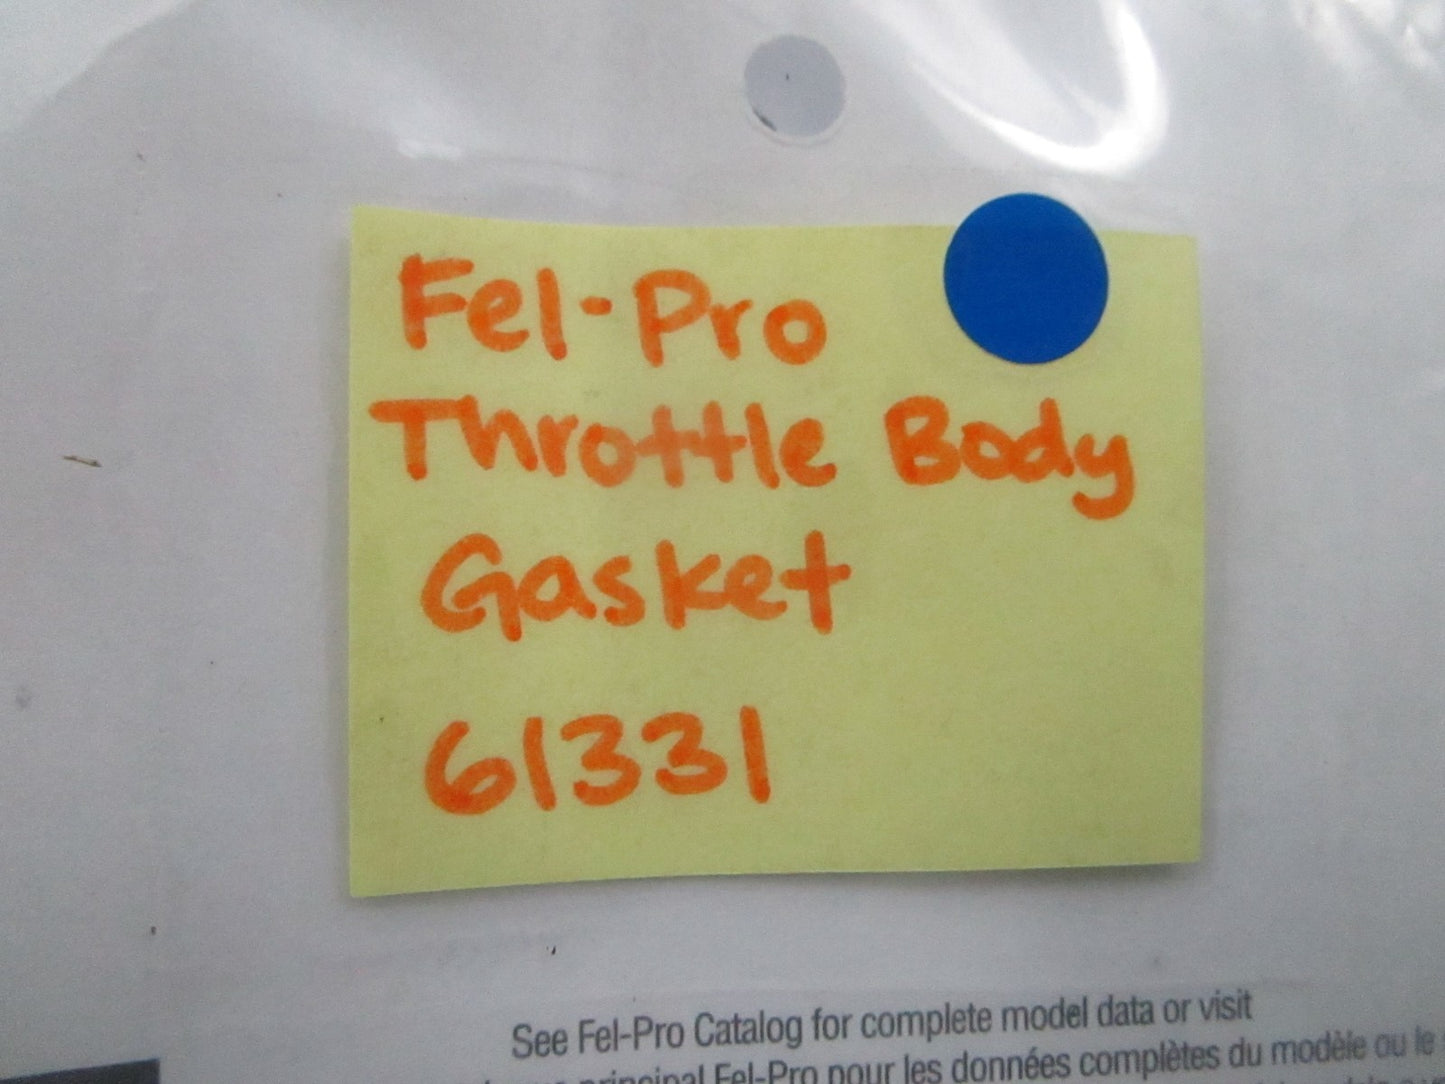 Fel-Pro
Throttle Body
Gasket
61331
See Fel-Pro Catalog for complete model data or visit
principal Fel-Pro pour les données complètes du modèle ou le